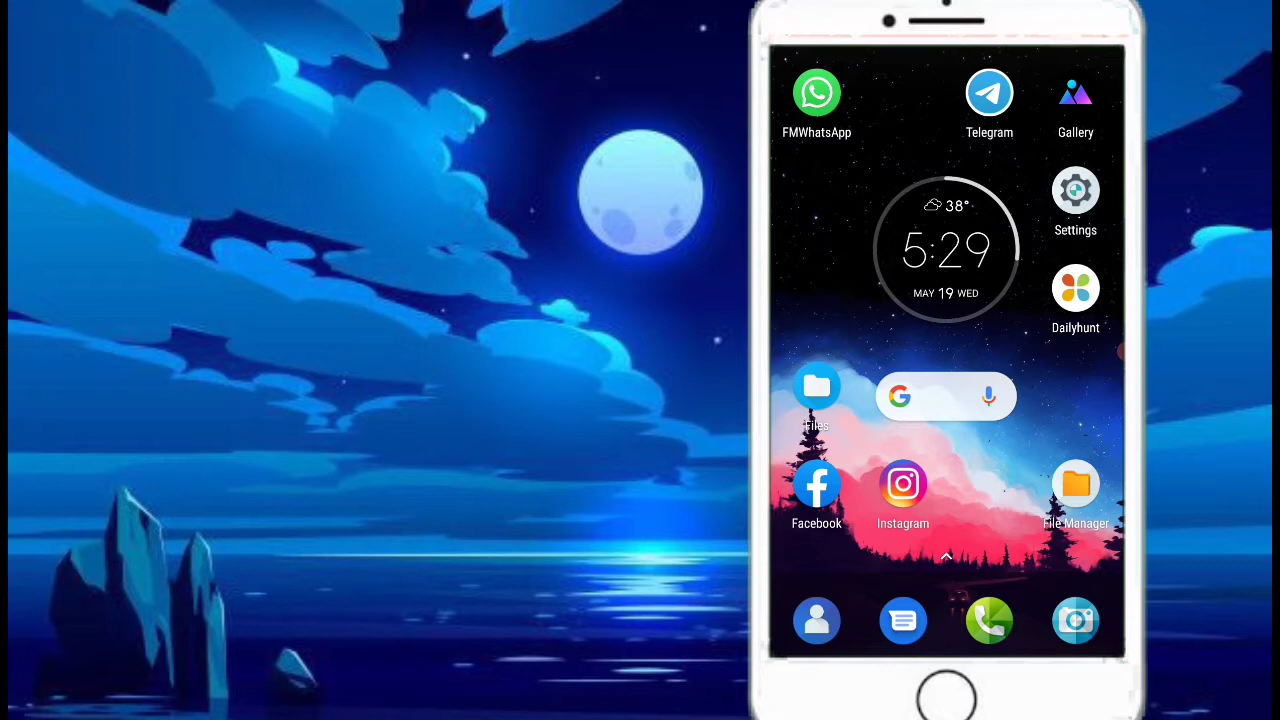 FMWhatsApp
Telegram
Gallery
38°
5:29
MAY 19 WED
Settings
Dailyhunt
Files
Facebook
Instagram
File Manager